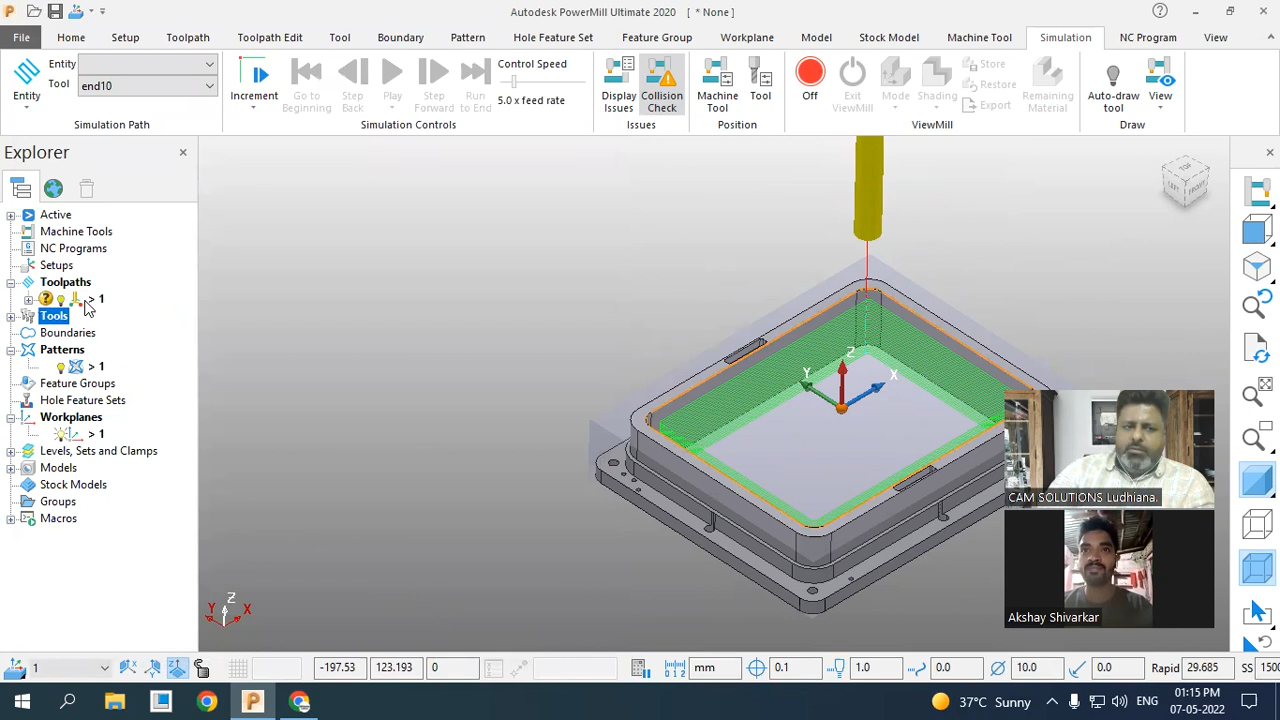 Autodesk PowerMill Ultimate 2020 [ * None ]
File Home Setup Toolpath Toolpath Edit Tool Boundary Pattern Hole Feature Set Feature Group Workplane Model Stock Model Machine Tool Simulation NC Program View
Entity
Tool end10
Entity
Simulation Path
Increment
Go to Beginning
Step Back
Play
Step Forward
Run to End
Control Speed
5.0 x feed rate
Simulation Controls
Display Issues
Collision Check
Issues
Machine Tool
Tool
Position
Off
Exit ViewMill
Mode
Shading
Store
Restore
Export
Remaining Material
ViewMill
Auto-draw tool
View
Draw
Explorer
Active
Machine Tools
NC Programs
Setups
Toolpaths
> 1
Tools
Boundaries
Patterns
> 1
Feature Groups
Hole Feature Sets
Workplanes
> 1
Levels, Sets and Clamps
Models
Stock Models
Groups
Macros
TOP
LEFT
FRONT
Z
Y
X
Z
Y
X
CAM SOLUTIONS Ludhiana.
Akshay Shivarkar
1 -197.53 123.193 0 mm 0.1 1.0 0.0 10.0 0.0 Rapid 29.685 SS 1500
37°C Sunny
ENG
01:15 PM
07-05-2022